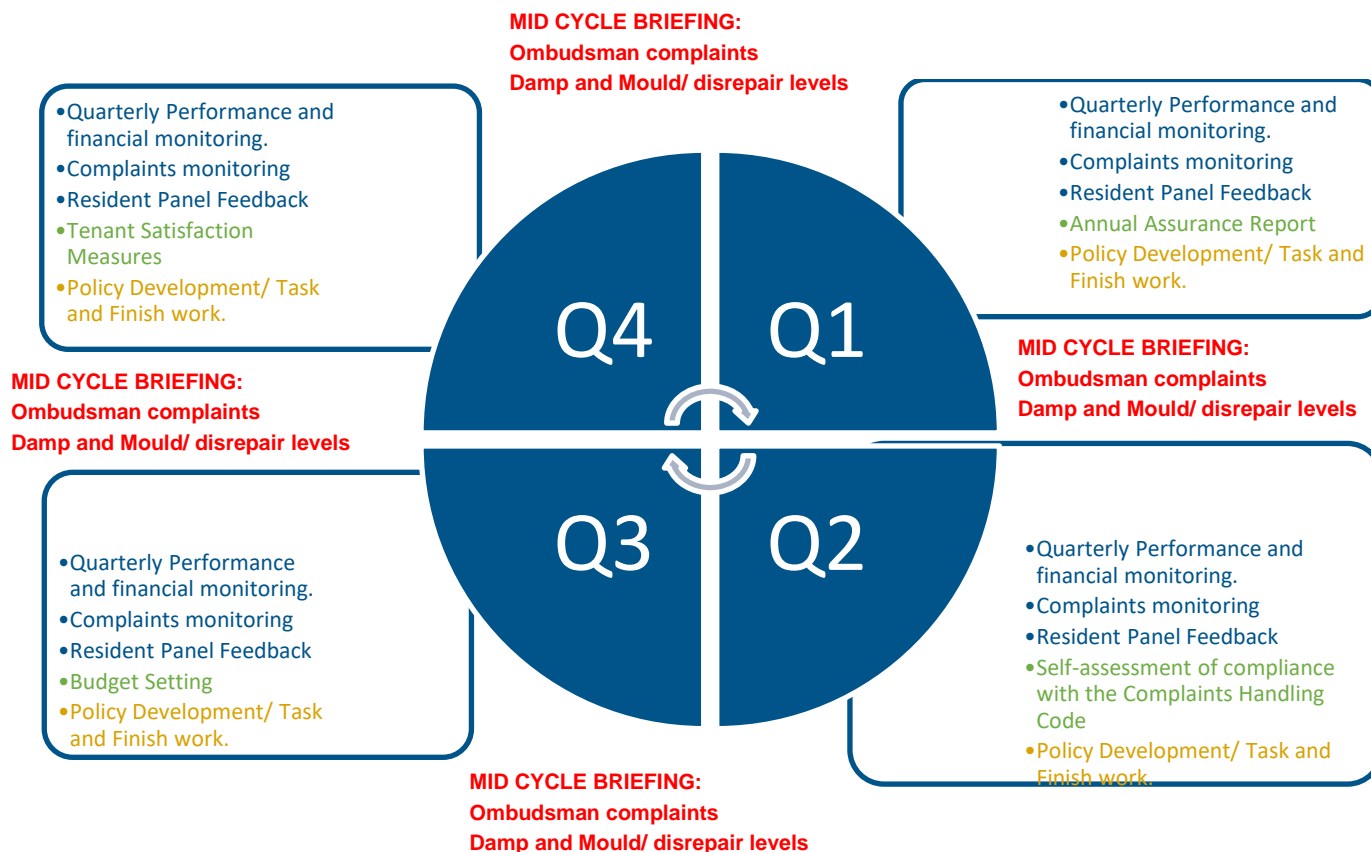 MID CYCLE BRIEFING:
Ombudsman complaints
Damp and Mould/ disrepair levels
•Quarterly Performance and
financial monitoring.
•Complaints monitoring
•Resident Panel Feedback
•Tenant Satisfaction
Measures
•Policy Development/ Task
and Finish work.
•Quarterly Performance and
financial monitoring.
•Complaints monitoring
•Resident Panel Feedback
•Annual Assurance Report
•Policy Development/ Task and
Finish work.
Q4
Q1
MID CYCLE BRIEFING:
Ombudsman complaints
Damp and Mould/ disrepair levels
MID CYCLE BRIEFING:
Ombudsman complaints
Damp and Mould/ disrepair levels
Q3
Q2
•Quarterly Performance
and financial monitoring.
•Complaints monitoring
•Resident Panel Feedback
•Budget Setting
•Policy Development/ Task
and Finish work.
•Quarterly Performance and
financial monitoring.
•Complaints monitoring
•Resident Panel Feedback
•Self-assessment of compliance
with the Complaints Handling
Code
•Policy Development/ Task and
Finish work.
MID CYCLE BRIEFING:
Ombudsman complaints
Damp and Mould/ disrepair levels